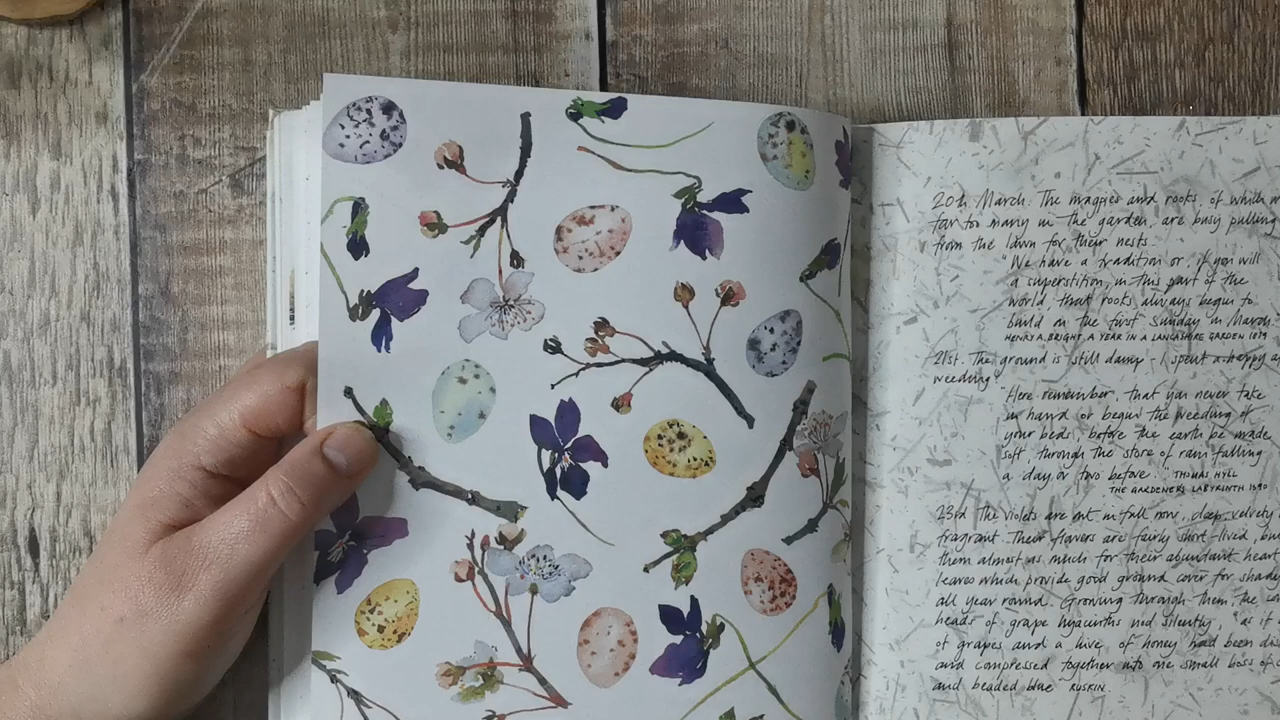 20th March. The magpies and rooks, of which
far too many in the garden, are busy pulling
from the lawn for their nests.
"We have a tradition or, if you will
a superstition, in this part of the
world that rooks always begin to
build on the first Sunday in March.
HENRY A. BRIGHT. A YEAR IN A LANCASHIRE GARDEN 1879
21st. The ground is still damp - I spent a happy
weeding
"Here remember, that you never take
in hand or begin the weeding of
your beds, before the earth be made
soft, through the store of rain falling
a day or two before." THOMAS HYLL
THE GARDENERS LABYRINTH 1590
23rd The violets are out in full now, deep, velvety
fragrant. Their flowers are fairly short-lived, but
them almost as much for their abundant heart
leaves which provide good ground cover for
all year round. Growing through them, the
heads of grape hyacinths nod silently, "as if
of grapes and a hive of honey had been
and compressed together into one small boss of
and beaded blue RUSKIN.